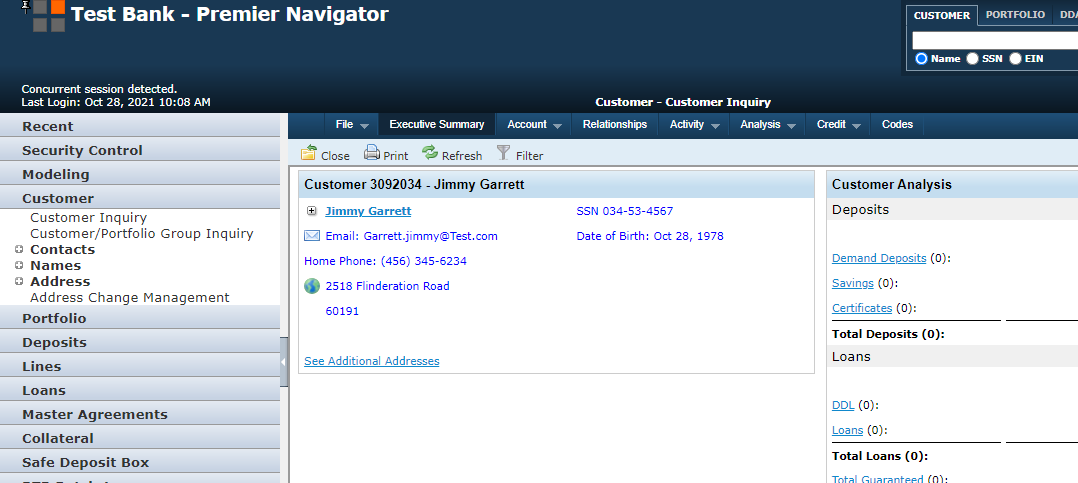 Test Bank - Premier Navigator
CUSTOMER PORTFOLIO DDA
Name SSN EIN
Concurrent session detected.
Last Login: Oct 28, 2021 10:08 AM
Customer - Customer Inquiry
File Executive Summary Account Relationships Activity Analysis Credit Codes
Close Print Refresh Filter
Recent
Security Control
Modeling
Customer
Customer Inquiry
Customer/Portfolio Group Inquiry
Contacts
Names
Address
Address Change Management
Portfolio
Deposits
Lines
Loans
Master Agreements
Collateral
Safe Deposit Box
Customer 3092034 - Jimmy Garrett
Jimmy Garrett SSN 034-53-4567
Email: Garrett.jimmy@Test.com Date of Birth: Oct 28, 1978
Home Phone: (456) 345-6234
2518 Flinderation Road
60191
See Additional Addresses
Customer Analysis
Deposits
Demand Deposits (0):
Savings (0):
Certificates (0):
Total Deposits (0):
Loans
DDL (0):
Loans (0):
Total Loans (0):
Total Guaranteed (0):